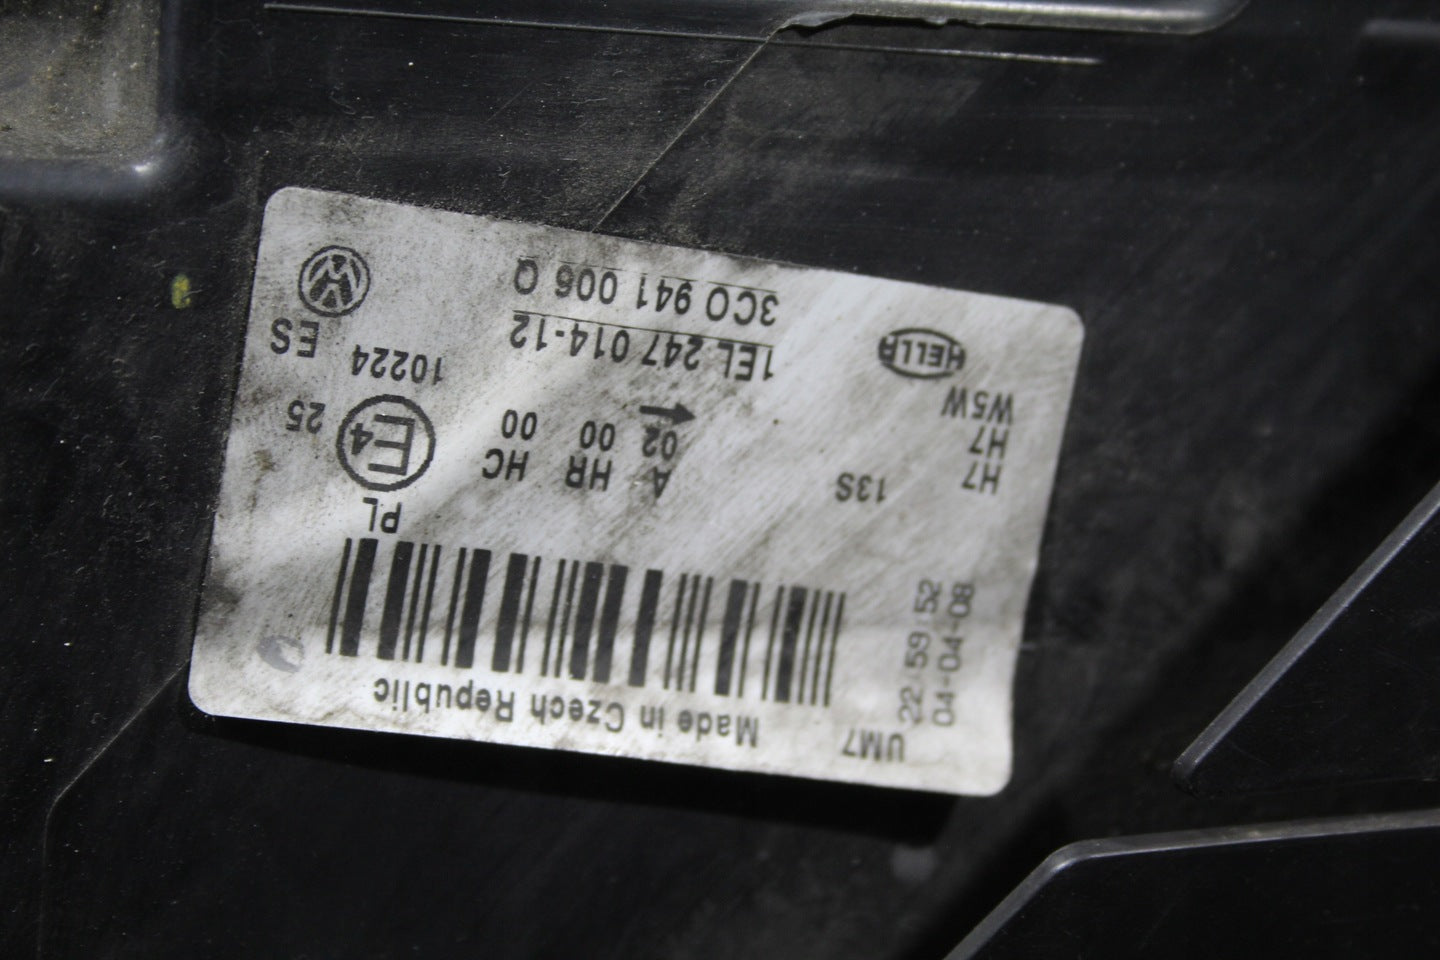 UM7
Made in Czech Republic
22:59:52
04-04-08
PL
H7
H7
W5W
13S
A HR HC
02 00 00
E4
25
10224
ES
HELLA
1EL 247 014-12
3C0 941 006 Q